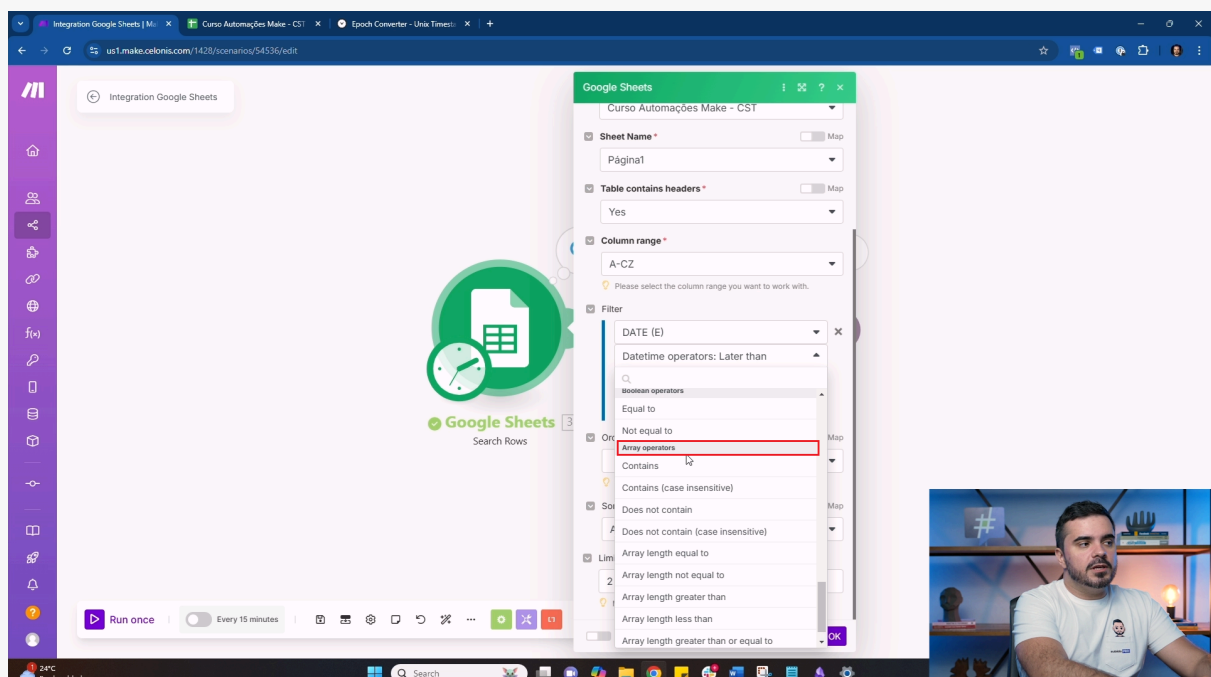 Integration Google Sheets | Ma
Curso Automações Make - CST
Epoch Converter - Unix Timest
us1.make.celonis.com/1428/scenarios/54536/edit
Integration Google Sheets
Google Sheets
Curso Automações Make - CST
Sheet Name *
Map
Página1
Table contains headers *
Map
Yes
Column range *
A-CZ
Please select the column range you want to work with.
Filter
DATE (E)
Datetime operators: Later than
Boolean operators
Equal to
Not equal to
Array operators
Map
Contains
Contains (case insensitive)
Does not contain
Map
Does not contain (case insensitive)
Array length equal to
Array length not equal to
Array length greater than
Array length less than
Array length greater than or equal to
OK
Google Sheets
3
Search Rows
Run once
Every 15 minutes
24°C
Search